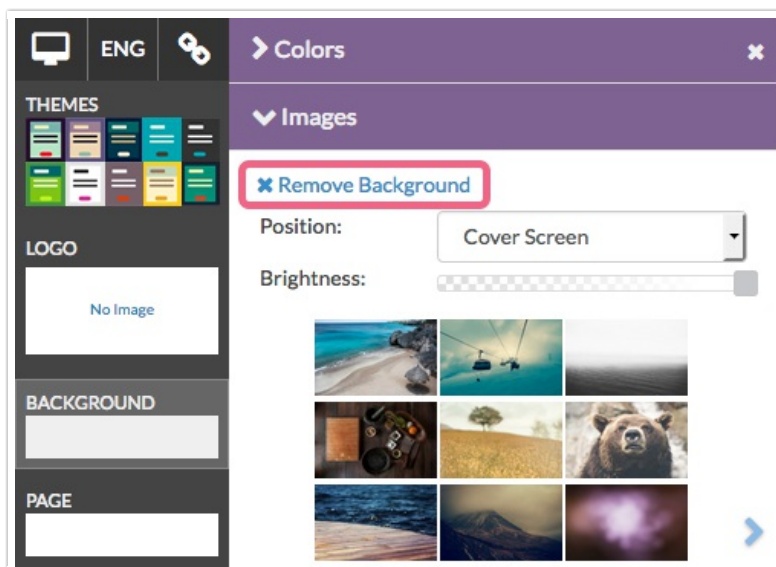 ENG
Colors
THEMES
Images
Remove Background
Position:
Cover Screen
LOGO
Brightness:
No Image
BACKGROUND
PAGE